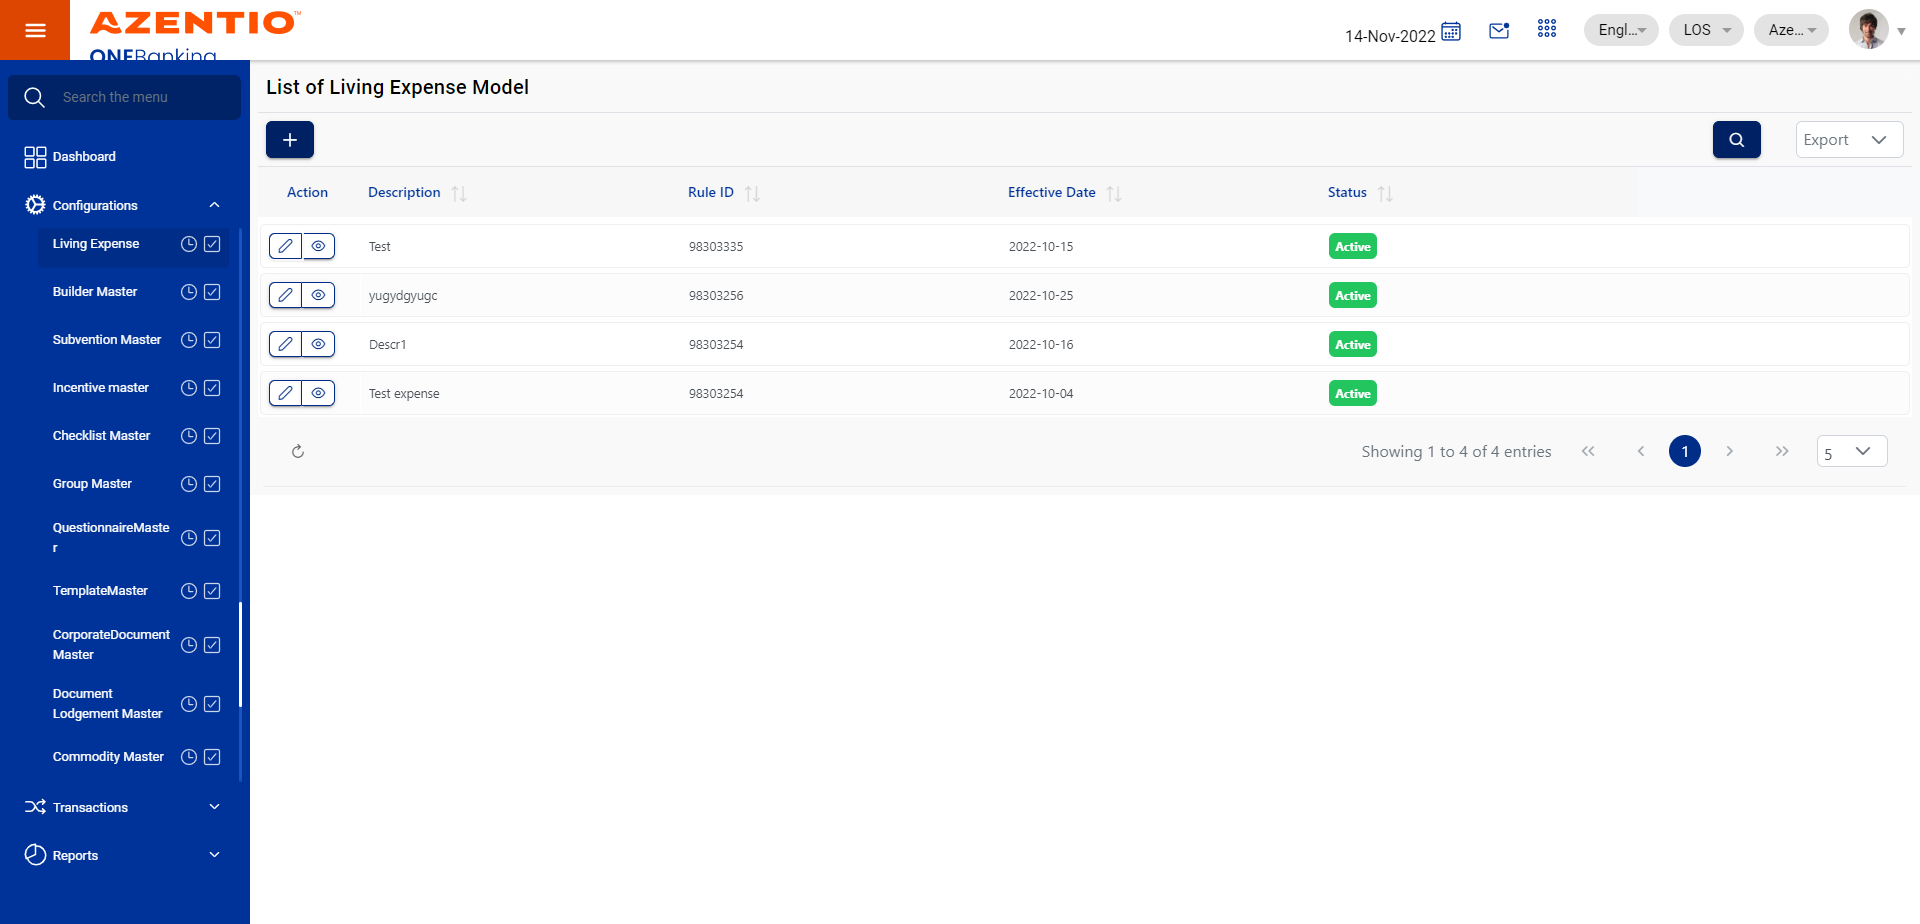 AZENTIO™
ONEBanking
14-Nov-2022
Engl...
LOS
Aze...
Search the menu
Dashboard
Configurations
Living Expense
Builder Master
Subvention Master
Incentive master
Checklist Master
Group Master
QuestionnaireMaste
r
TemplateMaster
CorporateDocument
Master
Document
Lodgement Master
Commodity Master
Transactions
Reports
List of Living Expense Model
Export
Action Description Rule ID Effective Date Status
Test 98303335 2022-10-15 Active
yugydgyugc 98303256 2022-10-25 Active
Descr1 98303254 2022-10-16 Active
Test expense 98303254 2022-10-04 Active
Showing 1 to 4 of 4 entries
1
5